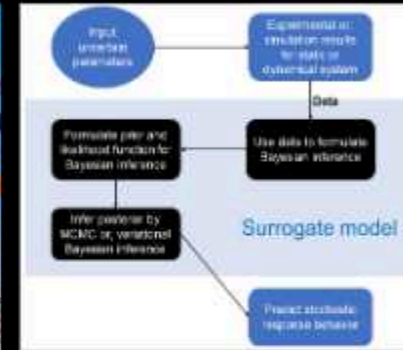 Input
uncertain
parameters
Experimental or
simulation results
for static or
dynamical system
Data
Formulate prior and
likelihood function for
Bayesian inference
Use data to formulate
Bayesian inference
Infer posterior by
MCMC or, variational
Bayesian inference
Surrogate model
Predict stochastic
response behavior